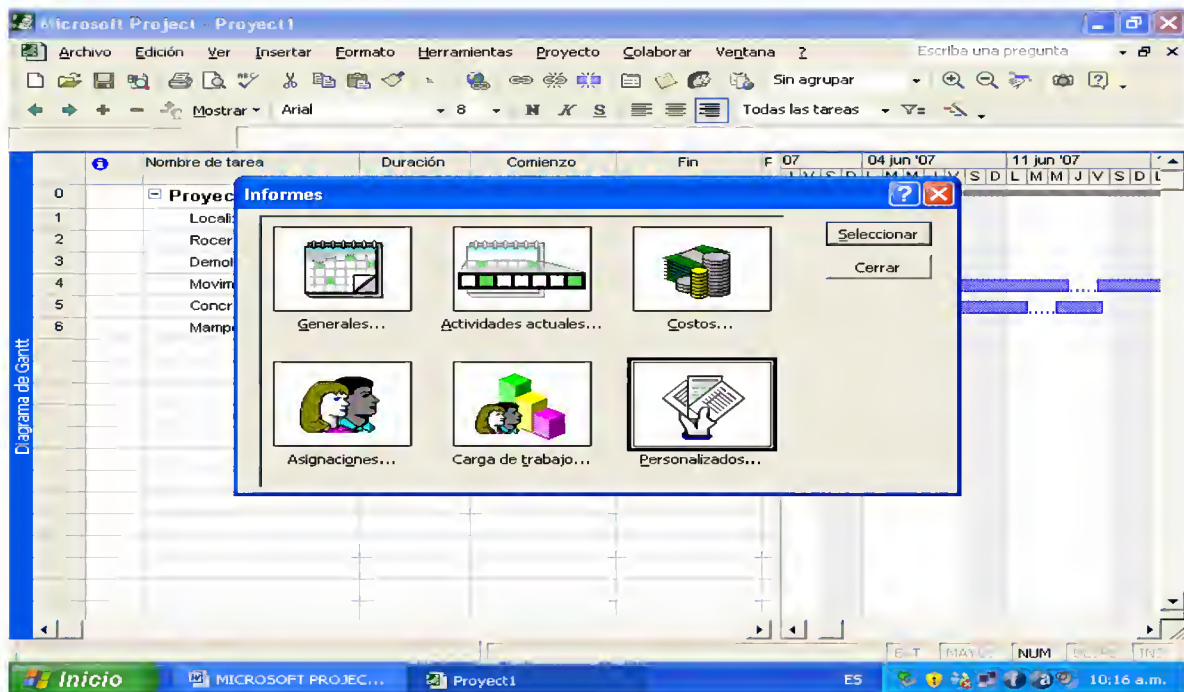 Microsoft Project - Proyect1
Archivo Edición Ver Insertar Formato Herramientas Proyecto Colaborar Ventana ? Escriba una pregunta
Sin agrupar
Mostrar Arial 8 N K S Todas las tareas
Nombre de tarea Duración Comienzo Fin F 07 04 jun '07 11 jun '07
S D L M M J V S D L
0 Proyec
1 Locali
2 Rocer
3 Demol
4 Movim
5 Concr
6 Mampo
Informes
Seleccionar
Cerrar
Generales... Actividades actuales... Costos...
Asignaciones... Carga de trabajo... Personalizados...
Diagrama de Gantt
NUM
Inicio MICROSOFT PROJEC... Proyect1 ES 10:16 a.m.